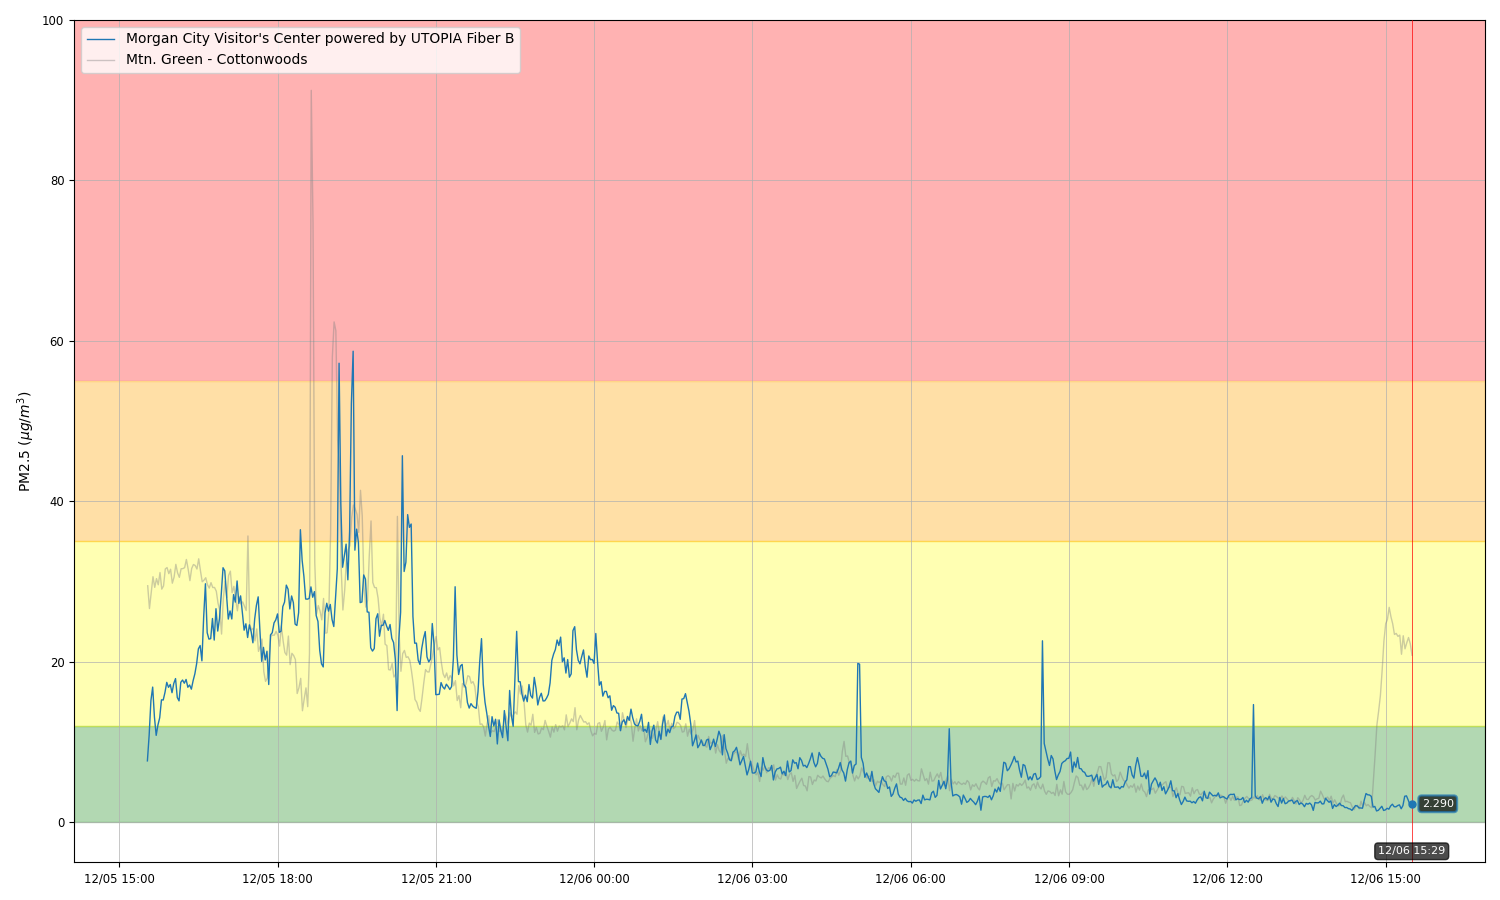 100
Morgan City Visitor's Center powered by UTOPIA Fiber B
Mtn. Green - Cottonwoods
80
60
PM2.5 (μg/m³)
40
20
2.290
0
12/06 15:29
12/05 15:00 12/05 18:00 12/05 21:00 12/06 00:00 12/06 03:00 12/06 06:00 12/06 09:00 12/06 12:00 12/06 15:00